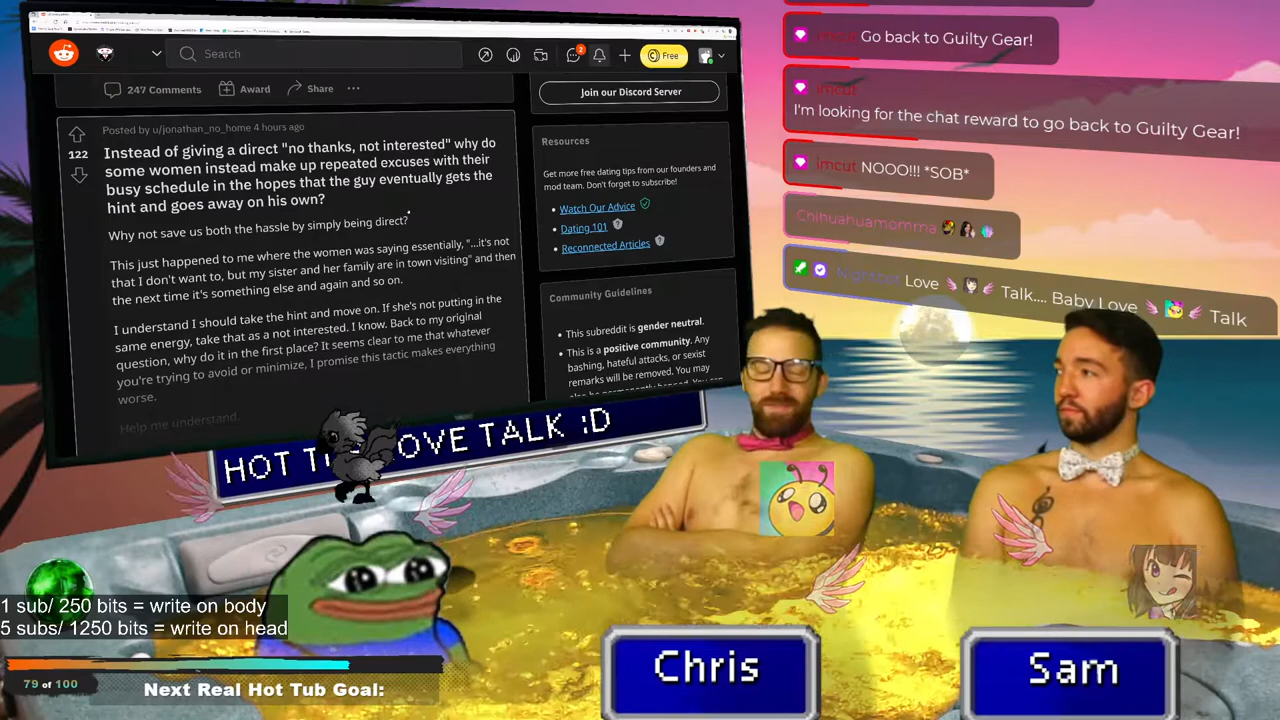 Search
2
Free
247 Comments
Award
Share
Join our Discord Server
Posted by u/jonathan_no_home 4 hours ago
122
Instead of giving a direct "no thanks, not interested" why do
some women instead make up repeated excuses with their
busy schedule in the hopes that the guy eventually gets the
hint and goes away on his own?
Why not save us both the hassle by simply being direct?
This just happened to me where the women was saying essentially, "...it's not
that I don't want to, but my sister and her family are in town visiting" and then
the next time it's something else and again and so on.
I understand I should take the hint and move on. If she's not putting in the
same energy, take that as a not interested. I know. Back to my original
question, why do it in the first place? It seems clear to me that whatever
you're trying to avoid or minimize, I promise this tactic makes everything
worse.
Help me understand.
Resources
Get more free dating tips from our founders and
mod team. Don't forget to subscribe!
Watch Our Advice
Dating 101
Reconnected Articles
Community Guidelines
This subreddit is gender neutral.
This is a positive community. Any
bashing, hateful attacks, or sexist
remarks will be removed. You may
imcut Go back to Guilty Gear!
imcut
I'm looking for the chat reward to go back to Guilty Gear!
imcut NOOO!!! *SOB*
Chihuahuamomma
Nightbot Love Talk.... Baby Love Talk
HOT T OVE TALK :D
1 sub/ 250 bits = write on body
5 subs/ 1250 bits = write on head
79 of 100
Next Real Hot Tub Goal:
Chris
Sam